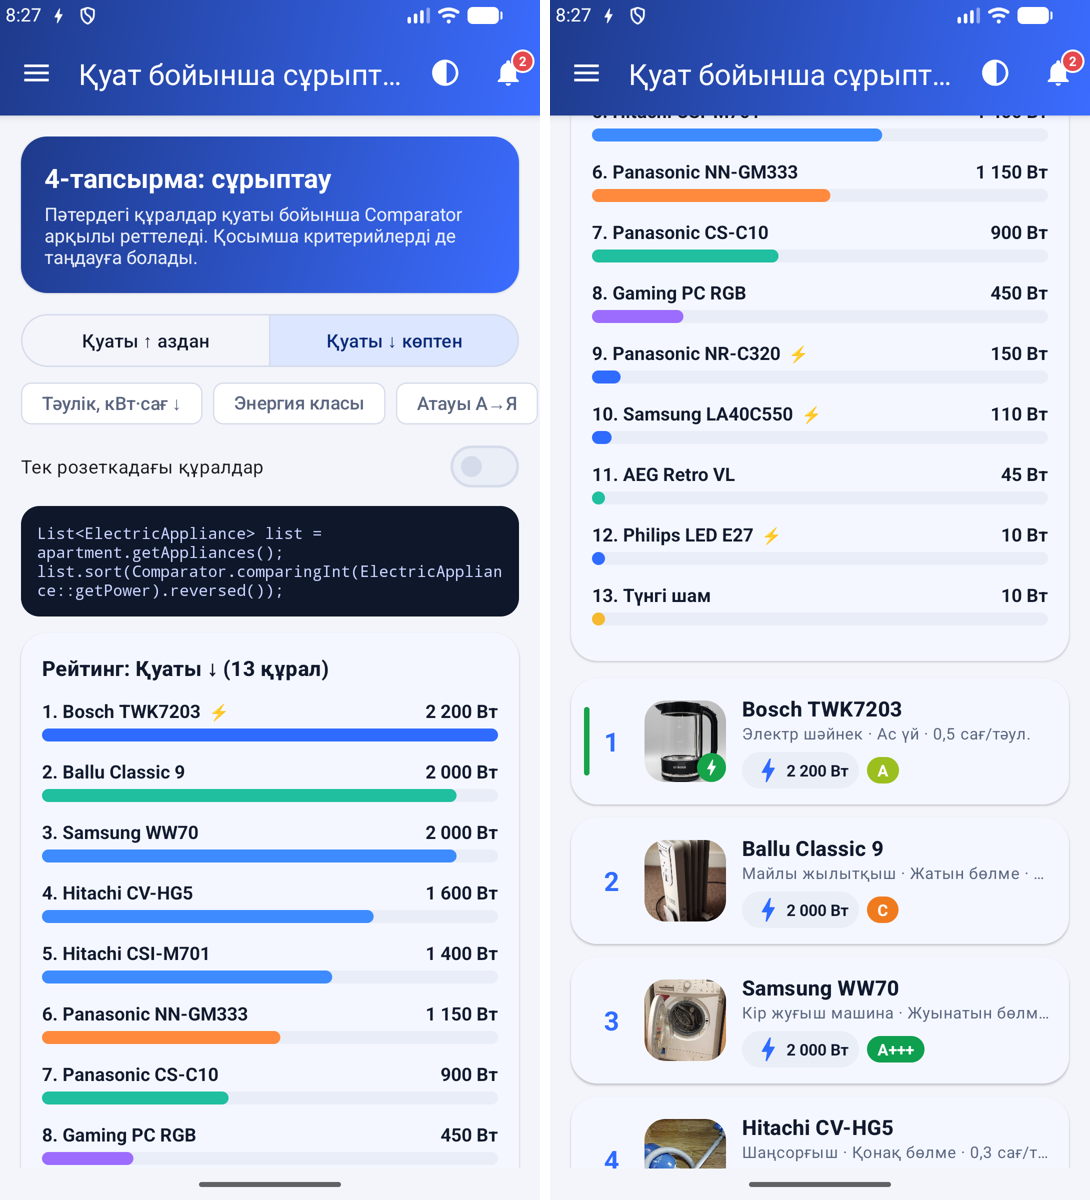 8:27
Қуат бойынша сұрыпт...
2
4-тапсырма: сұрыптау
Пәтердегі құралдар қуаты бойынша Comparator
арқылы реттеледі. Қосымша критерийлерді де
таңдауға болады.
Қуаты ↑ аздан
Қуаты ↓ көптен
Тәулік, кВт·сағ ↓
Энергия класы
Атауы А→Я
Тек розеткадағы құралдар
List<ElectricAppliance> list =
apartment.getAppliances();
list.sort(Comparator.comparingInt(ElectricApplian
ce::getPower).reversed());
Рейтинг: Қуаты ↓ (13 құрал)
1. Bosch TWK7203 ⚡ 2 200 Вт
2. Ballu Classic 9 2 000 Вт
3. Samsung WW70 2 000 Вт
4. Hitachi CV-HG5 1 600 Вт
5. Hitachi CSI-M701 1 400 Вт
6. Panasonic NN-GM333 1 150 Вт
7. Panasonic CS-C10 900 Вт
8. Gaming PC RGB 450 Вт
8:27
Қуат бойынша сұрыпт...
2
5. Hitachi CSI-M701 1 400 Вт
6. Panasonic NN-GM333 1 150 Вт
7. Panasonic CS-C10 900 Вт
8. Gaming PC RGB 450 Вт
9. Panasonic NR-C320 ⚡ 150 Вт
10. Samsung LA40C550 ⚡ 110 Вт
11. AEG Retro VL 45 Вт
12. Philips LED E27 ⚡ 10 Вт
13. Түнгі шам 10 Вт
1
Bosch TWK7203
Электр шәйнек · Ас үй · 0,5 сағ/тәул.
2 200 Вт A
2
Ballu Classic 9
Майлы жылытқыш · Жатын бөлме · ...
2 000 Вт C
3
Samsung WW70
Кір жуғыш машина · Жуынатын бөлм...
2 000 Вт A+++
4
Hitachi CV-HG5
Шаңсорғыш · Қонақ бөлме · 0,3 сағ/т...